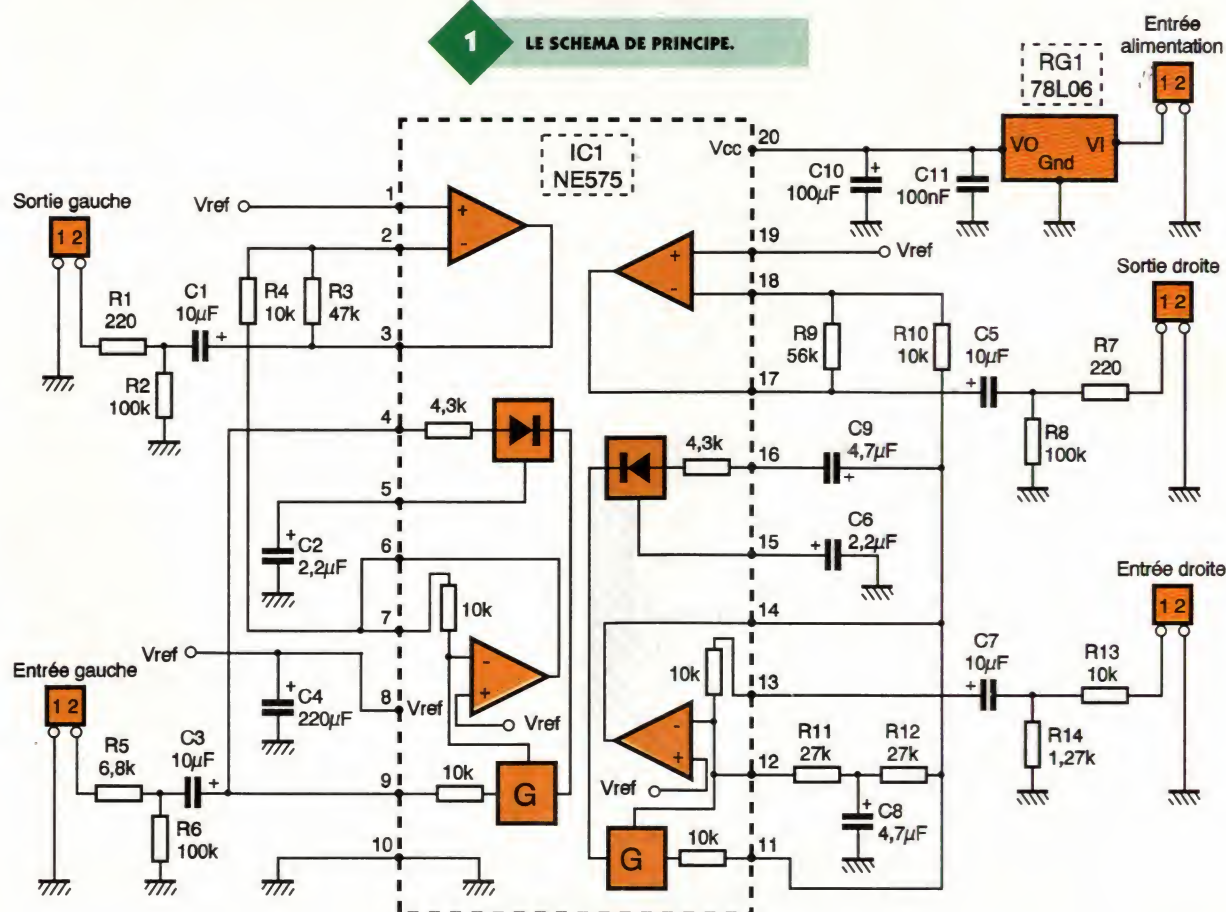 1 LE SCHEMA DE PRINCIPE.
Entrée
alimentation
1 2
RG1
78L06
VO VI
Gnd
IC1
NE575
Vcc 20
C10
100µF
+
C11
100nF
Sortie gauche
1 2
R1
220
C1
10µF
+
R2
100k
R4
10k
R3
47k
Vref
1
2
3
+
-
4
4,3k
5
C2
2,2µF
+
6
7
10k
-
+
Vref
Vref
C4
220µF
+
8
Vref
Entrée gauche
1 2
R5
6,8k
C3
10µF
+
R6
100k
9
10k
G
10
19
Vref
18
+
-
R9
56k
R10
10k
17
C5
10µF
+
R7
220
R8
100k
Sortie droite
1 2
4,3k
16
C9
4,7µF
+
15
C6
2,2µF
+
14
10k
13
C7
10µF
+
R13
10k
R14
1,27k
Entrée droite
1 2
-
+
Vref
12
R11
27k
R12
27k
C8
4,7µF
+
G
10k
11